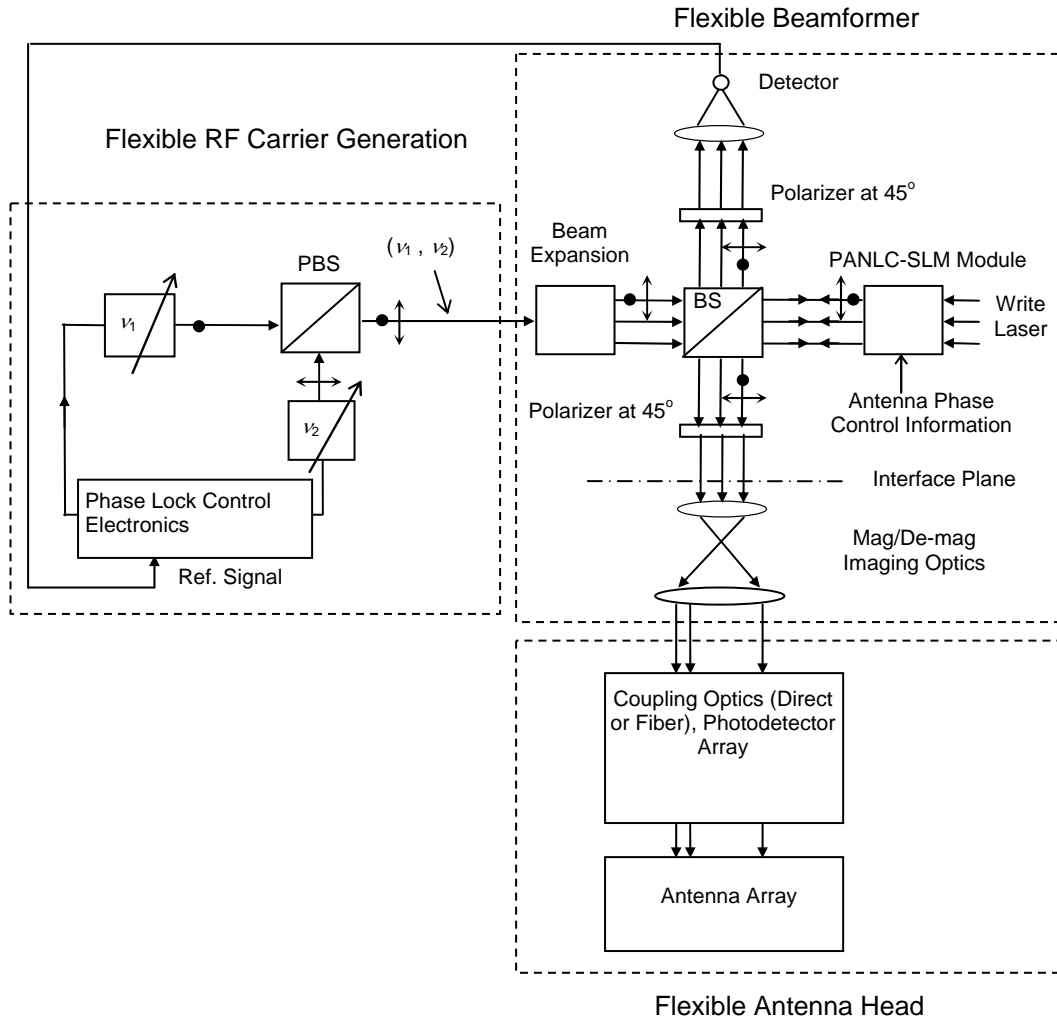 Flexible Beamformer
Detector
Flexible RF Carrier Generation
Polarizer at 45o
Beam
Expansion
(ν1 , ν2)
PBS
PANLC-SLM Module
BS
ν1
Write
Laser
Polarizer at 45o
Antenna Phase
Control Information
ν2
Interface Plane
Phase Lock Control
Electronics
Mag/De-mag
Imaging Optics
Ref. Signal
Coupling Optics (Direct
or Fiber), Photodetector
Array
Antenna Array
Flexible Antenna Head